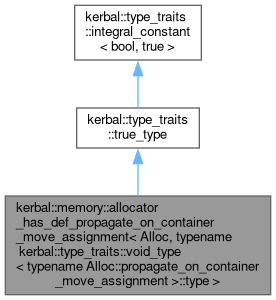 kerbal::type_traits
::integral_constant
< bool, true >
kerbal::type_traits
::true_type
kerbal::memory::allocator
_has_def_propagate_on_container
_move_assignment< Alloc, typename
kerbal::type_traits::void_type
< typename Alloc::propagate_on_container
_move_assignment >::type >